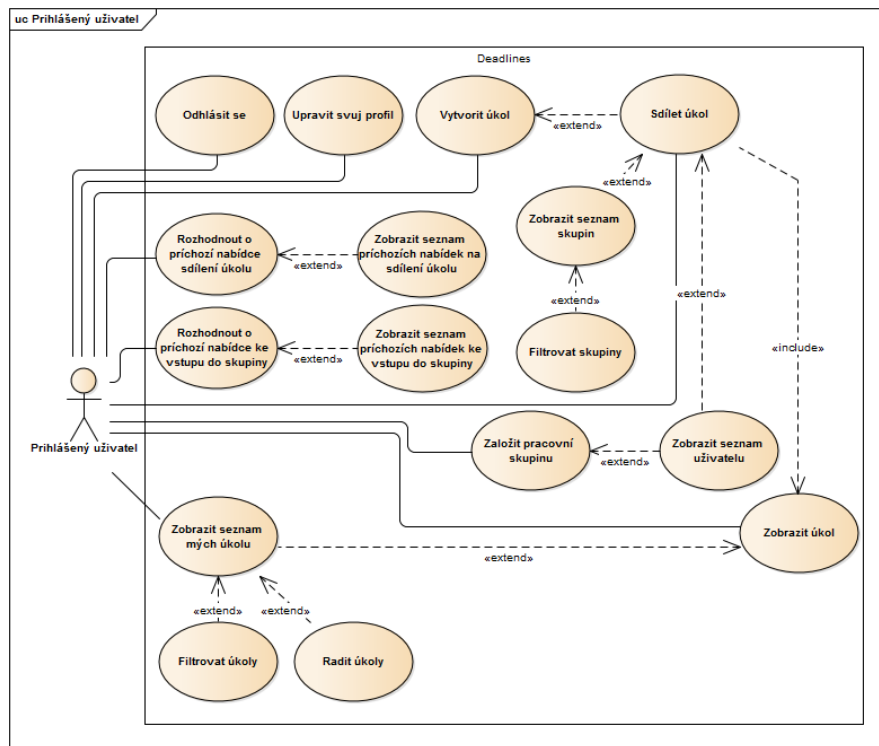 uc Prihlášený uživatel
Deadlines
Odhlásit se
Upravit svuj profil
Vytvorit úkol
«extend»
Sdílet úkol
«extend»
Zobrazit seznam
skupin
Rozhodnout o
príchozí nabídce
sdílení úkolu
«extend»
Zobrazit seznam
príchozích nabídek na
sdílení úkolu
«extend»
«extend»
Rozhodnout o
príchozí nabídce ke
vstupu do skupiny
«extend»
Zobrazit seznam
príchozích nabídek ke
vstupu do skupiny
Filtrovat skupiny
«include»
Prihlášený uživatel
Založit pracovní
skupinu
«extend»
Zobrazit seznam
uživatelu
Zobrazit seznam
mých úkolu
«extend»
Zobrazit úkol
«extend»
«extend»
Filtrovat úkoly
Radit úkoly